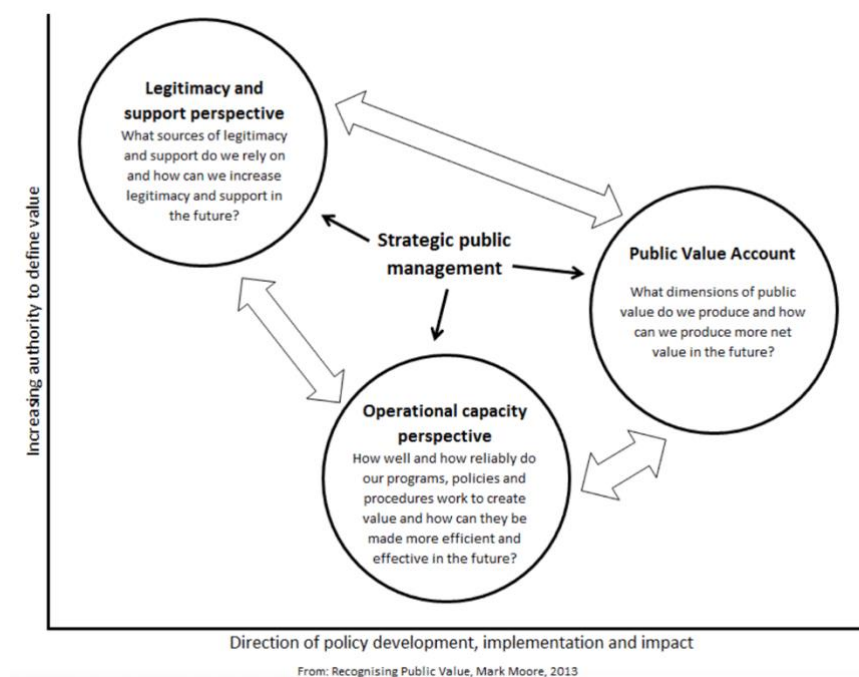 Increasing authority to define value
Legitimacy and
support perspective
What sources of legitimacy
and support do we rely on
and how can we increase
legitimacy and support in
the future?
Strategic public
management
Public Value Account
What dimensions of public
value do we produce and how
can we produce more net
value in the future?
Operational capacity
perspective
How well and how reliably do
our programs, policies and
procedures work to create
value and how can they be
made more efficient and
effective in the future?
Direction of policy development, implementation and impact
From: Recognising Public Value, Mark Moore, 2013